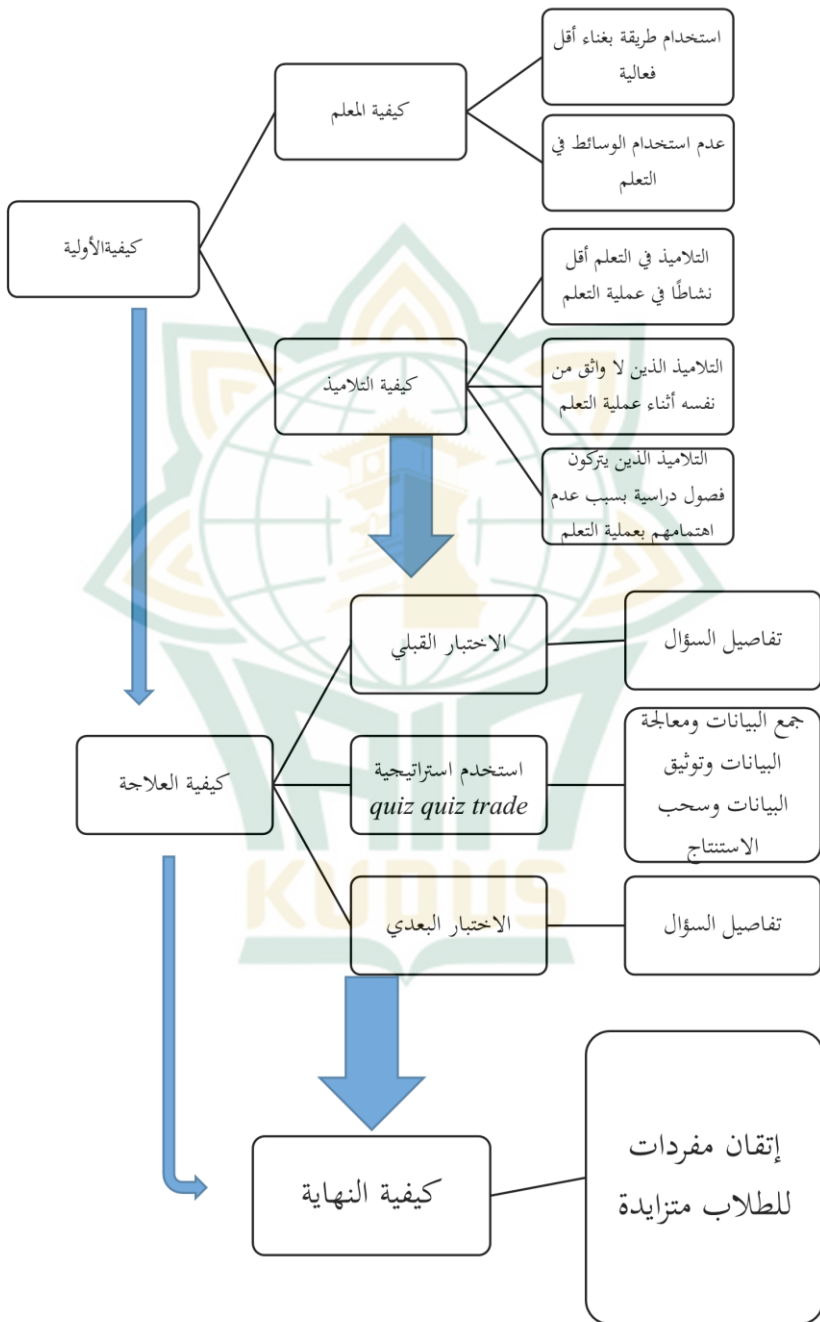 استخدام طريقة بغناء أقل
فعالية
كيفية المعلم
عدم استخدام الوسائط في
التعلم
كيفيةالأولية
التلاميذ في التعلم أقل
نشاطًا في عملية التعلم
كيفية التلاميذ
التلاميذ الذين لا واثق من
نفسه أثناء عملية التعلم
التلاميذ الذين يتركون
فصول دراسية بسبب عدم
اهتمامهم بعملية التعلم
الاختبار القبلي
تفاصيل السؤال
كيفية العلاجة
استخدم استراتيجية
quiz quiz trade
جمع البيانات ومعالجة
البيانات وتوثيق
البيانات وسحب
الاستنتاج
الاختبار البعدي
تفاصيل السؤال
كيفية النهاية
إتقان مفردات
للطلاب متزايدة
IAIN
KUDUS